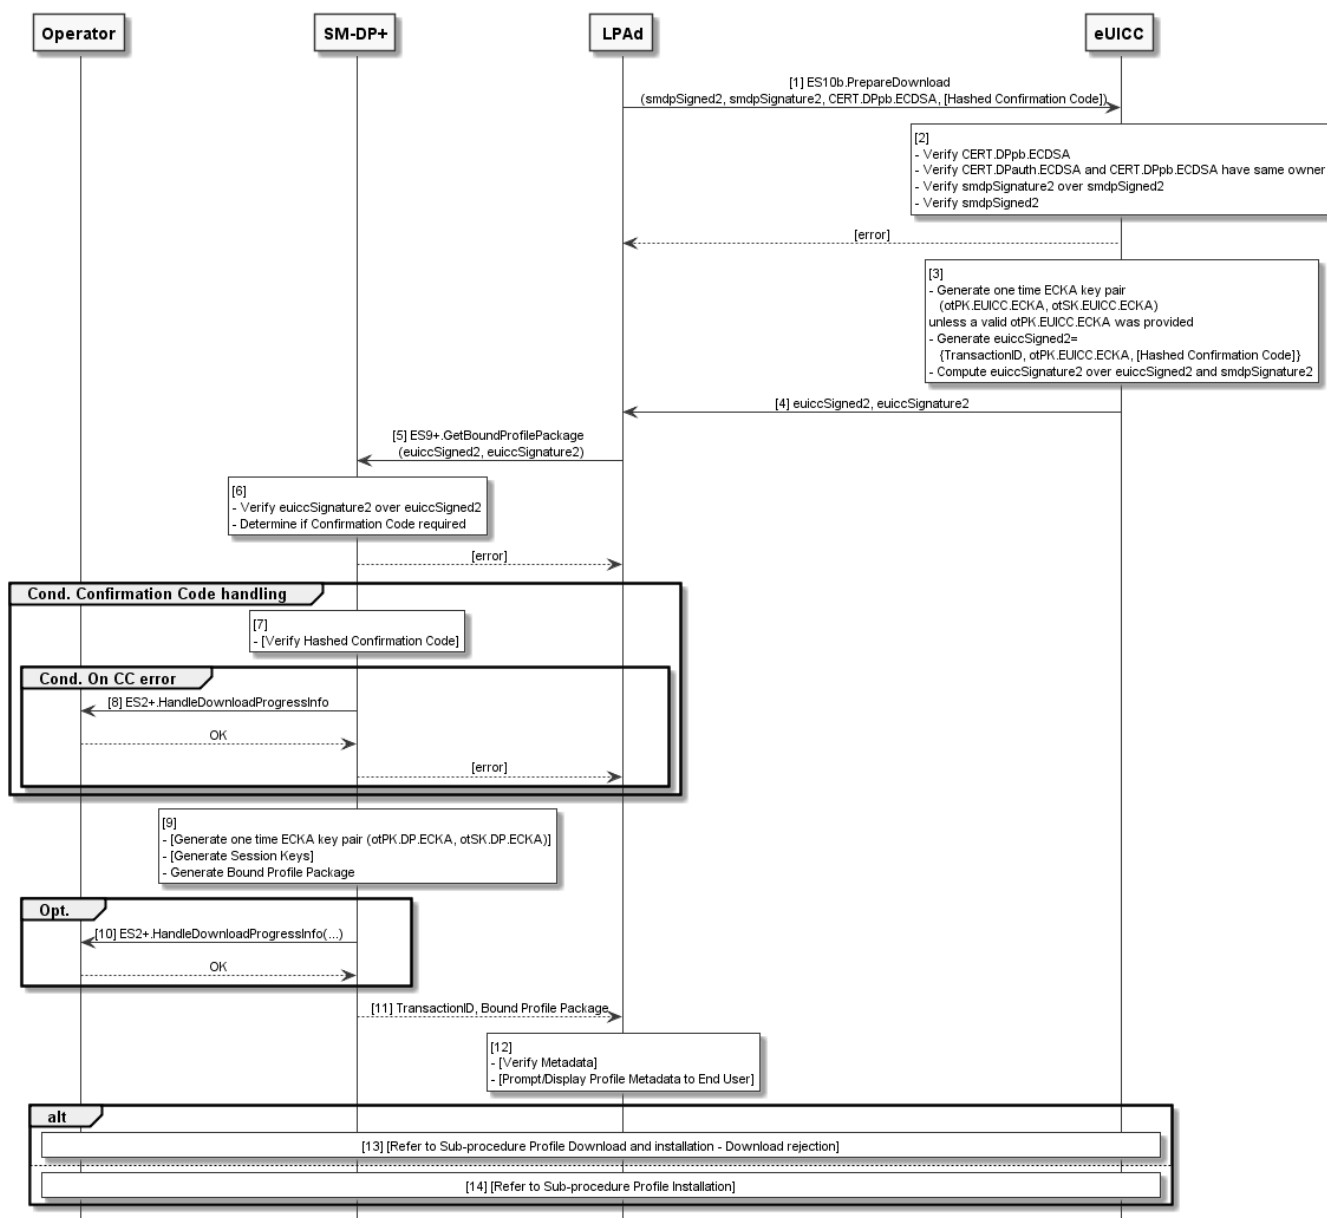 Operator
SM-DP+
LPAd
eUICC
[1] ES10b.PrepareDownload
(smdpSigned2, smdpSignature2, CERT.DPpb.ECDSA, [Hashed Confirmation Code])
[2]
- Verify CERT.DPpb.ECDSA
- Verify CERT.DPauth.ECDSA and CERT.DPpb.ECDSA have same owner
- Verify smdpSignature2 over smdpSigned2
- Verify smdpSigned2
[error]
[3]
- Generate one time ECKA key pair
(otPK.EUICC.ECKA, otSK.EUICC.ECKA)
unless a valid otPK.EUICC.ECKA was provided
- Generate euiccSigned2=
{TransactionID, otPK.EUICC.ECKA, [Hashed Confirmation Code]}
- Compute euiccSignature2 over euiccSigned2 and smdpSignature2
[4] euiccSigned2, euiccSignature2
[5] ES9+.GetBoundProfilePackage
(euiccSigned2, euiccSignature2)
[6]
- Verify euiccSignature2 over euiccSigned2
- Determine if Confirmation Code required
[error]
Cond. Confirmation Code handling
[7]
- [Verify Hashed Confirmation Code]
Cond. On CC error
[8] ES2+.HandleDownloadProgressInfo
OK
[error]
[9]
- [Generate one time ECKA key pair (otPK.DP.ECKA, otSK.DP.ECKA)]
- [Generate Session Keys]
- Generate Bound Profile Package
Opt.
[10] ES2+.HandleDownloadProgressInfo(...)
OK
[11] TransactionID, Bound Profile Package
[12]
- [Verify Metadata]
- [Prompt/Display Profile Metadata to End User]
alt
[13] [Refer to Sub-procedure Profile Download and installation - Download rejection]
[14] [Refer to Sub-procedure Profile Installation]